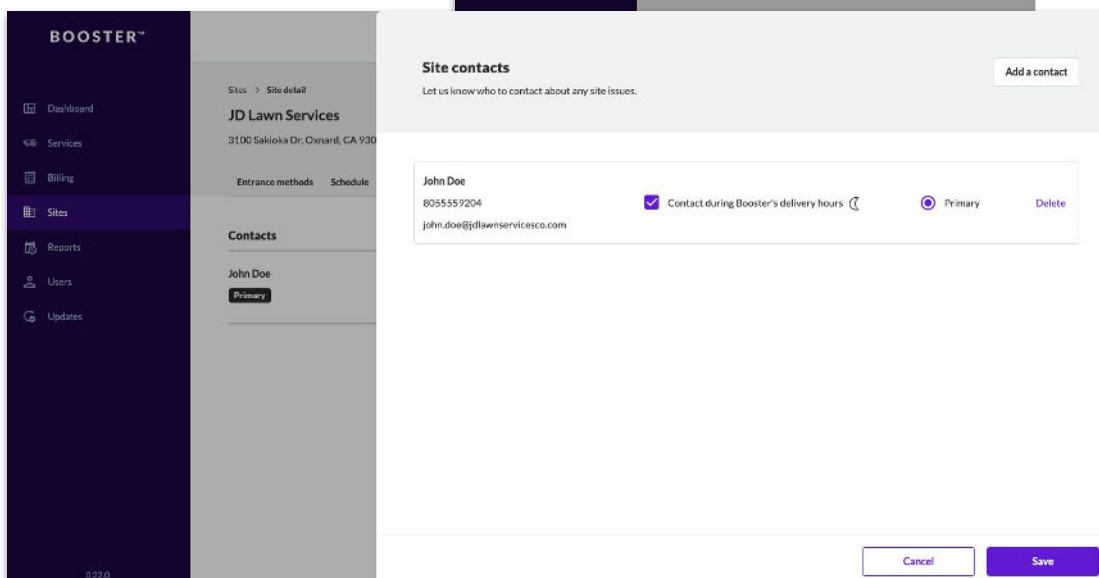 BOOSTER™
Dashboard
Services
Billing
Sites
Reports
Users
Updates
0.22.0
Sites > Site detail
JD Lawn Services
3100 Sakioka Dr, Oxnard, CA 930
Entrance methods Schedule
Contacts
John Doe
Primary
Site contacts
Let us know who to contact about any site issues.
Add a contact
John Doe
8055559204
john.doe@jdlawnservicesco.com
Contact during Booster's delivery hours
Primary
Delete
Cancel
Save